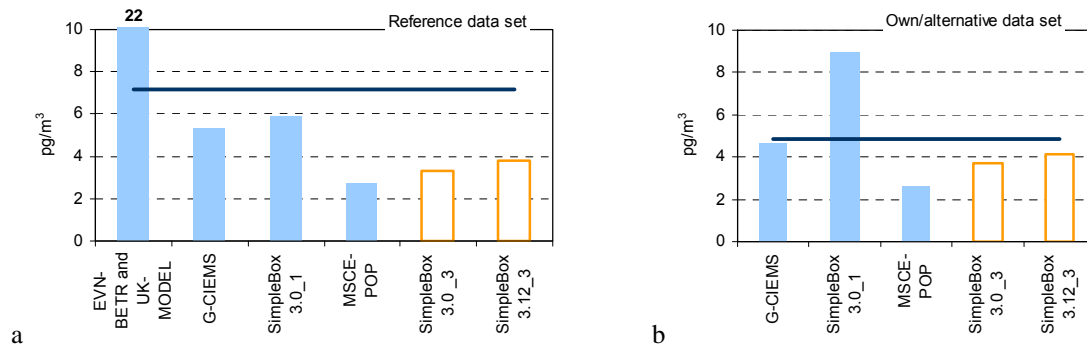 22
Reference data set
10
8
6
4
2
0
pg/m³
EVN-
BETR and
UK-
MODEL
G-CIEMS
SimpleBox
3.0_1
MSCE-
POP
SimpleBox
3.0_3
SimpleBox
3.12_3
a
Own/alternative data set
10
8
6
4
2
0
pg/m³
G-CIEMS
SimpleBox
3.0_1
MSCE-
POP
SimpleBox
3.0_3
SimpleBox
3.12_3
b